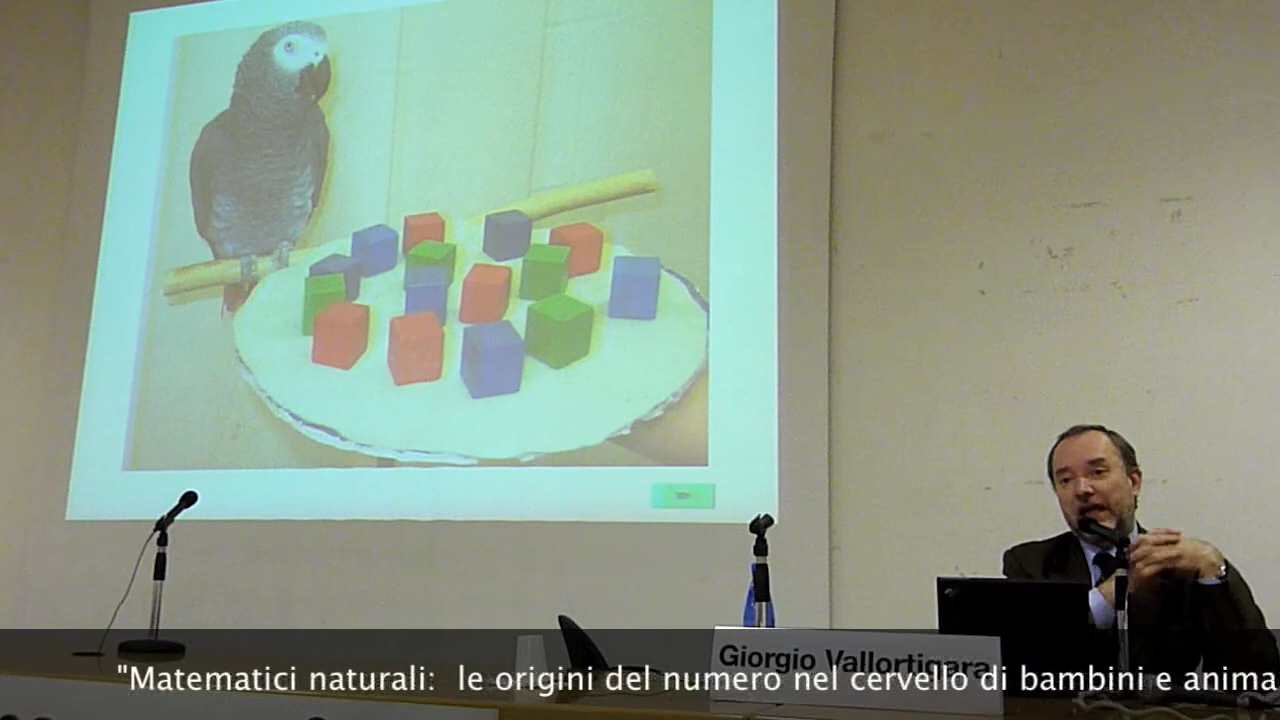 Giorgio Vallortigara
"Matematici naturali: le origini del numero nel cervello di bambini e anima